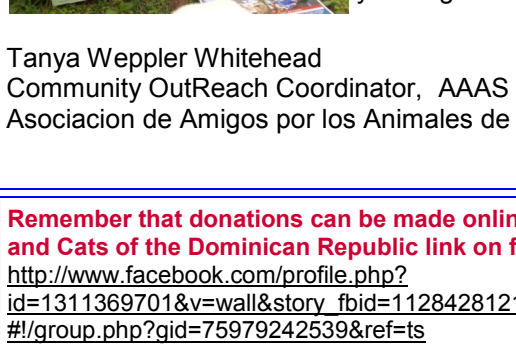 Tanya Weppler Whitehead
Community OutReach Coordinator, AAAS
Asociacion de Amigos por los Animales de
Remember that donations can be made onlin
and Cats of the Dominican Republic link on f
http://www.facebook.com/profile.php?
id=1311369701&v=wall&story_fbid=1128428121
#!/group.php?gid=75979242539&ref=ts